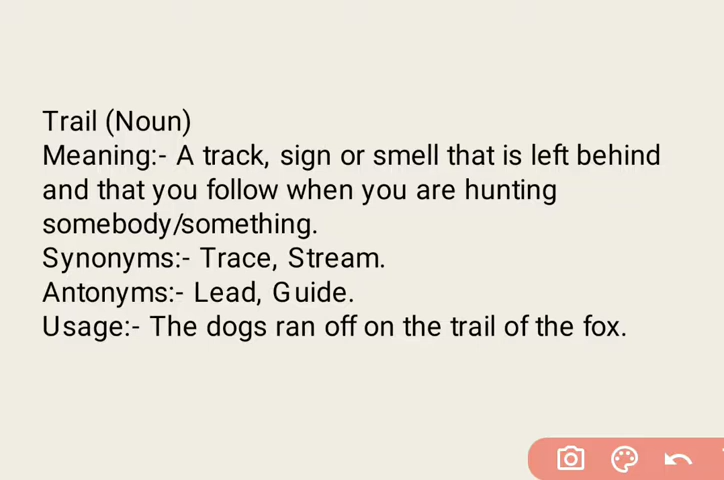 Trail (Noun)
Meaning:- A track, sign or smell that is left behind
and that you follow when you are hunting
somebody/something.
Synonyms:- Trace, Stream.
Antonyms:- Lead, Guide.
Usage:- The dogs ran off on the trail of the fox.